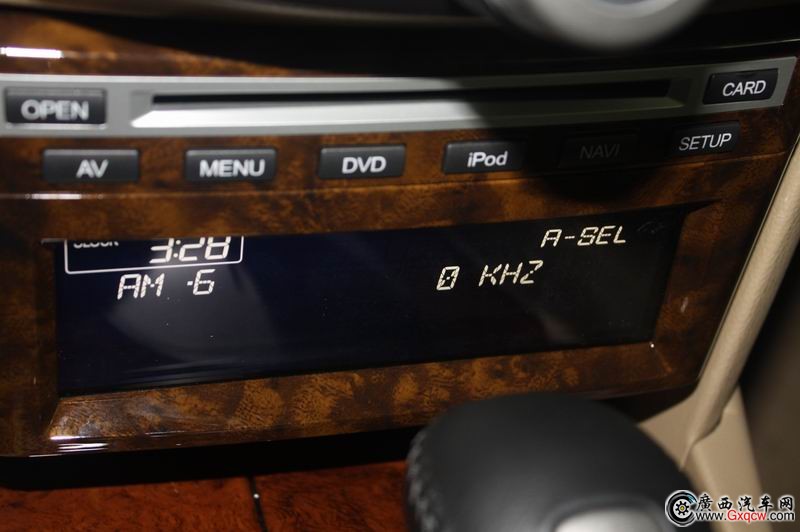 OPEN CARD
AV MENU DVD iPod NAVI SETUP
CLOCK 3:28 A-SEL
AM -6 0 KHZ
廣西汽车网
www.Gxqcw.com